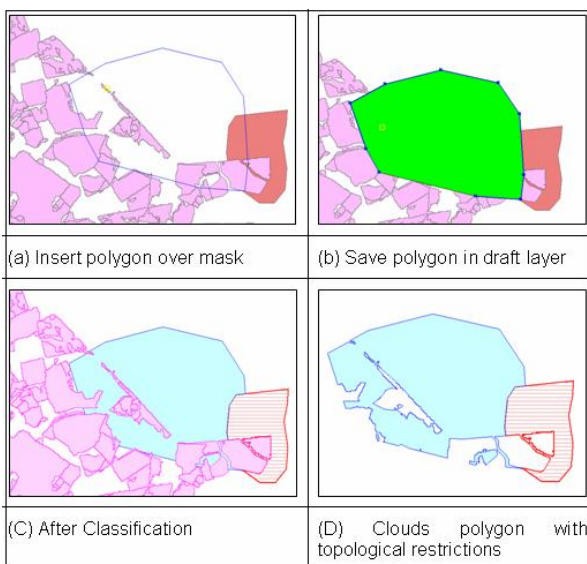 (a) Insert polygon over mask
(b) Save polygon in draft layer
(C) After Classification
(D) Clouds polygon with
topological restrictions